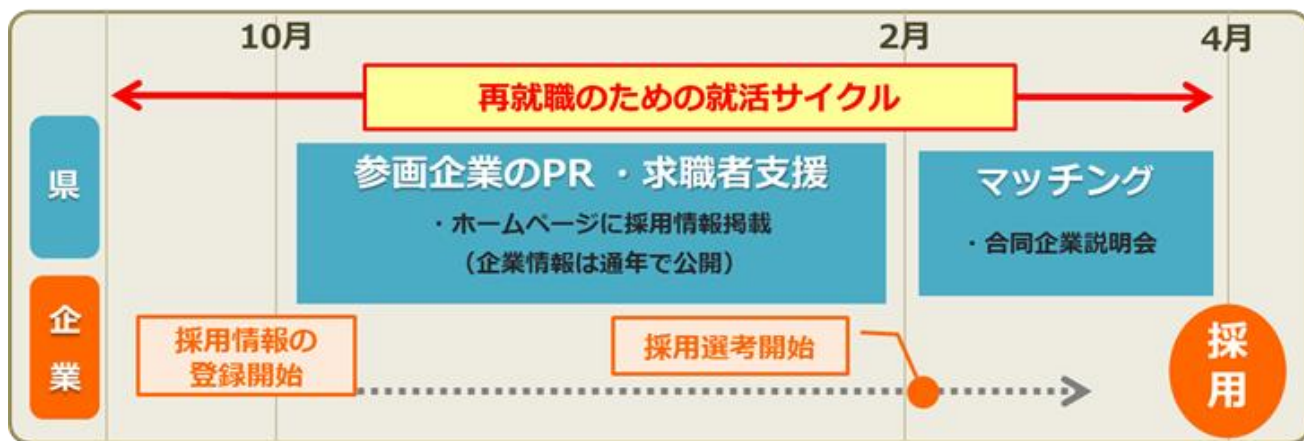 10月
2月
4月
再就職のための就活サイクル
県
参画企業のPR ・求職者支援
・ホームページに採用情報掲載
（企業情報は通年で公開）
マッチング
・合同企業説明会
企
業
採用情報の
登録開始
採用選考開始
採
用